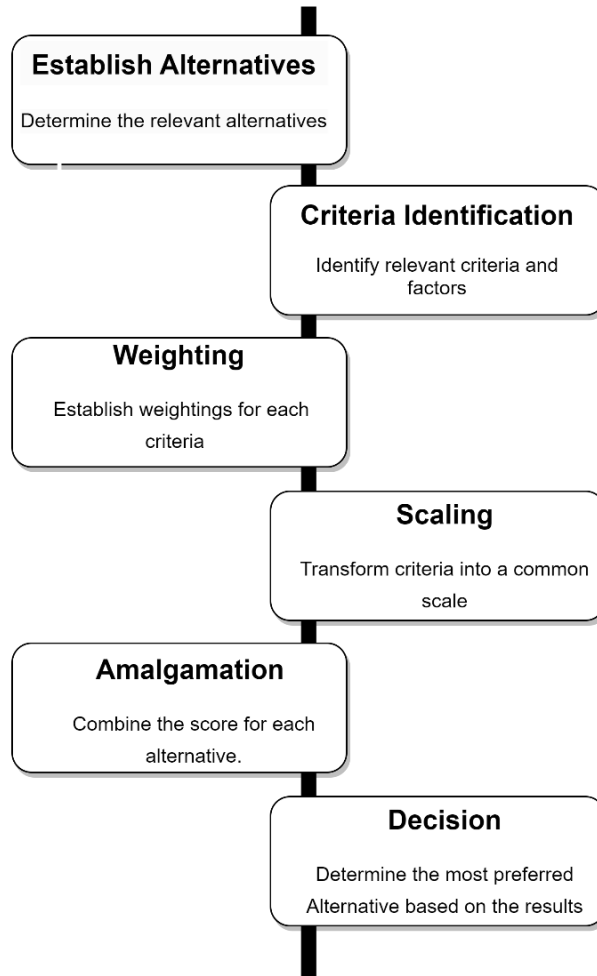 Establish Alternatives
Determine the relevant alternatives
Criteria Identification
Identify relevant criteria and
factors
Weighting
Establish weightings for each
criteria
Scaling
Transform criteria into a common
scale
Amalgamation
Combine the score for each
alternative.
Decision
Determine the most preferred
Alternative based on the results